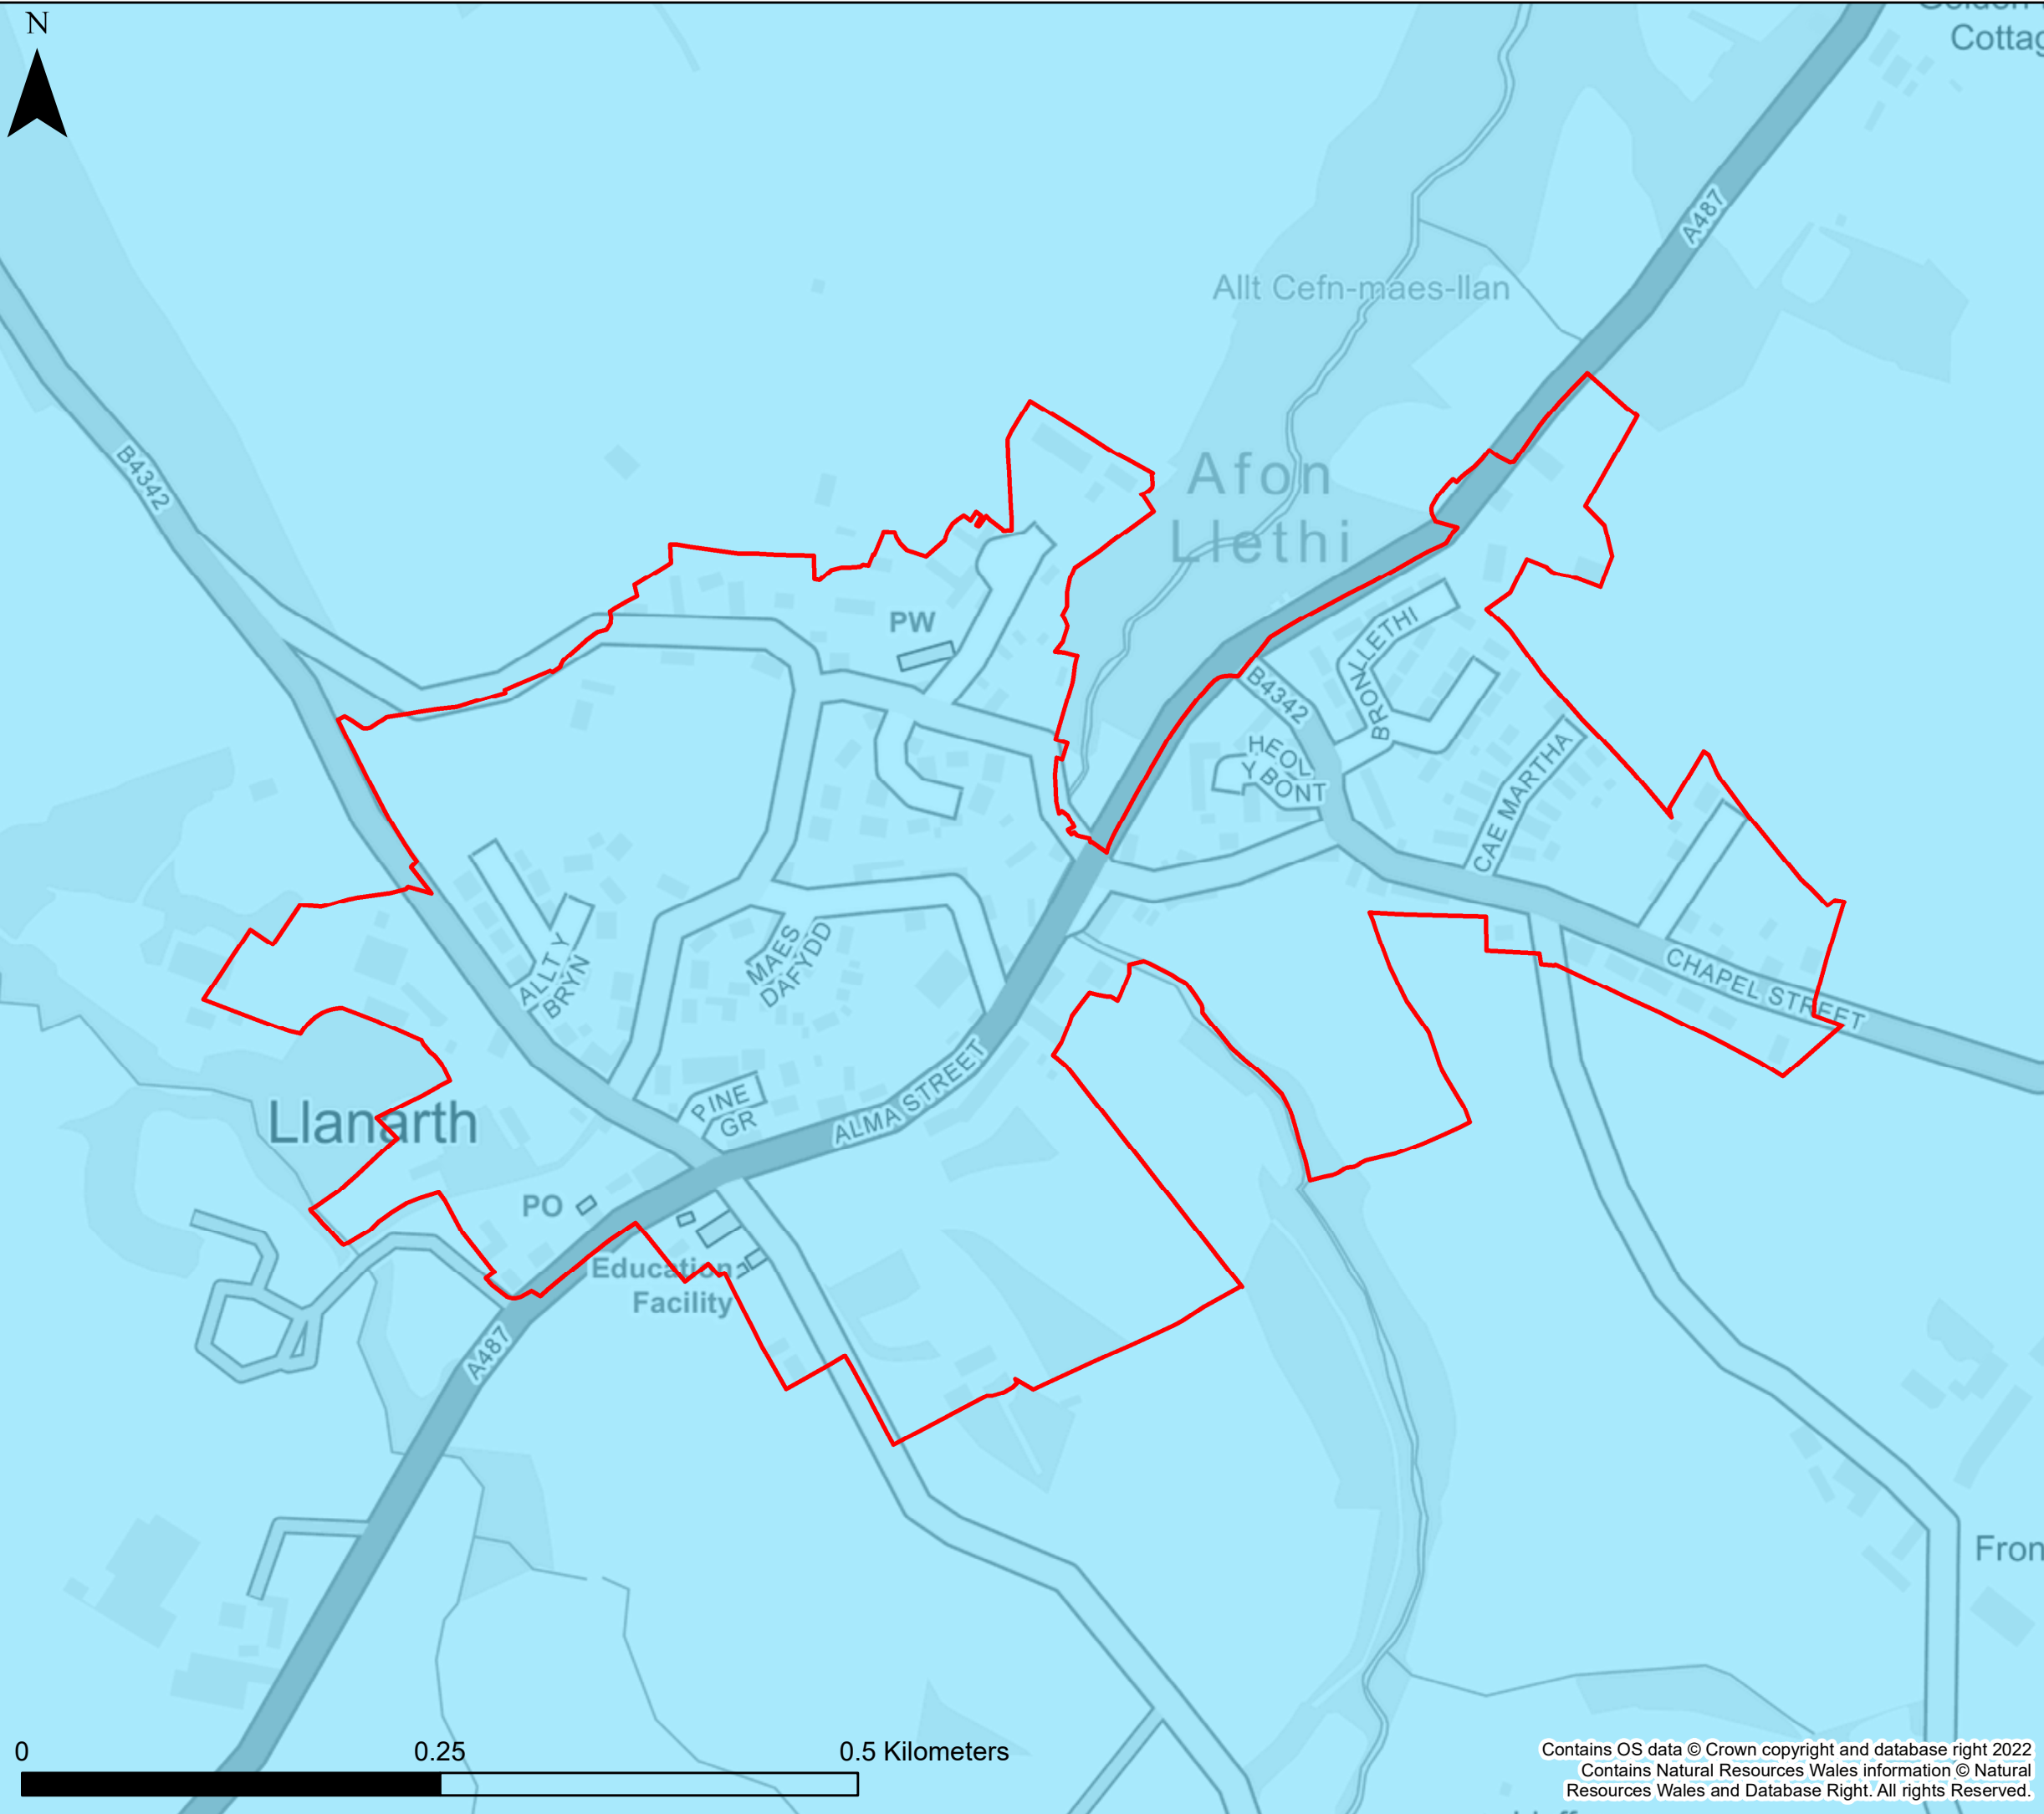 N
Cottag
A487
Allt Cefn-maes-llan
B4342
Afon
Llethi
PW
BRONLLETHI
B4342
HEOL
Y BONT
CAE MARTHA
ALLT Y
BRYN
MAES
DAFYDD
CHAPEL STREET
PINE
GR
ALMA STREET
Llanarth
PO
Education
Facility
A487
Fron
0
0.25
0.5 Kilometers
Contains OS data © Crown copyright and database right 2022
Contains Natural Resources Wales information © Natural
Resources Wales and Database Right. All rights Reserved.